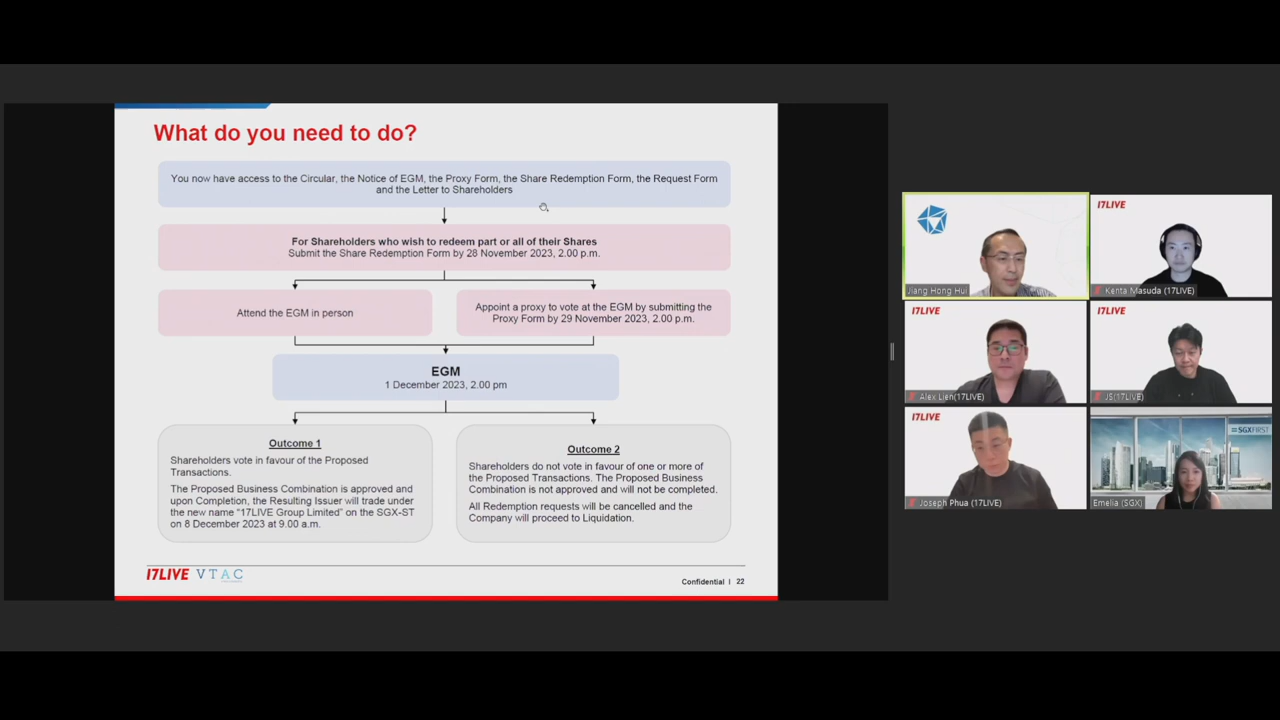 What do you need to do?
You now have access to the Circular, the Notice of EGM, the Proxy Form, the Share Redemption Form, the Request Form
and the Letter to Shareholders
For Shareholders who wish to redeem part or all of their Shares
Submit the Share Redemption Form by 28 November 2023, 2.00 p.m.
Attend the EGM in person
Appoint a proxy to vote at the EGM by submitting the
Proxy Form by 29 November 2023, 2.00 p.m.
EGM
1 December 2023, 2.00 pm
Outcome 1
Shareholders vote in favour of the Proposed
Transactions.
The Proposed Business Combination is approved and
upon Completion, the Resulting Issuer will trade under
the new name "17LIVE Group Limited" on the SGX-ST
on 8 December 2023 at 9.00 a.m.
Outcome 2
Shareholders do not vote in favour of one or more of
the Proposed Transactions. The Proposed Business
Combination is not approved and will not be completed.
All Redemption requests will be cancelled and the
Company will proceed to Liquidation.
17LIVE VTAC
Confidential | 22
Jiang Hong Hui
17LIVE
Kenta Masuda (17LIVE)
17LIVE
Alex Lien(17LIVE)
17LIVE
JS(17LIVE)
17LIVE
Joseph Phua (17LIVE)
SGXFIRST
Emelia (SGX)